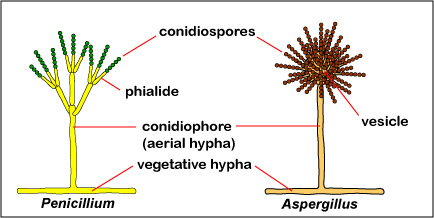 conidiospores
phialide
vesicle
conidiophore
(aerial hypha)
vegetative hypha
Penicillium
Aspergillus